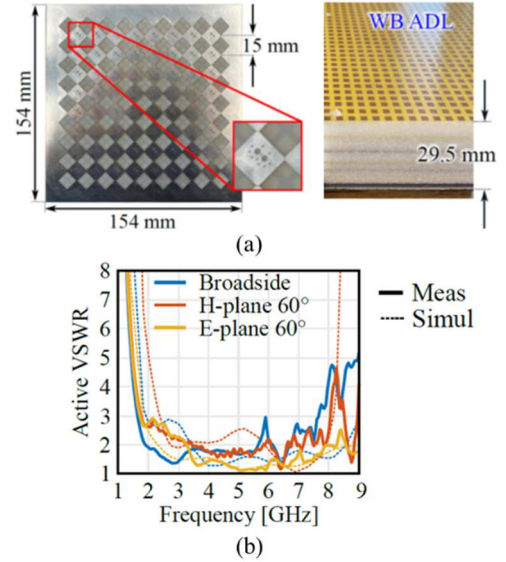 154 mm
15 mm
154 mm
WB ADL
29.5 mm
(a)
Active VSWR
8
7
6
5
4
3
2
1
Broadside
H-plane 60°
E-plane 60°
Meas
Simul
1 2 3 4 5 6 7 8 9
Frequency [GHz]
(b)